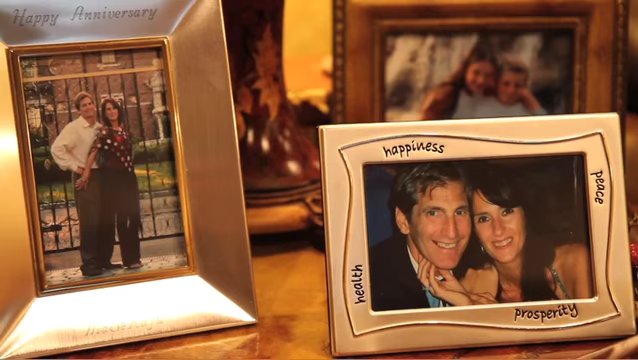 Happy Anniversary
happiness
peace
health
prosperity